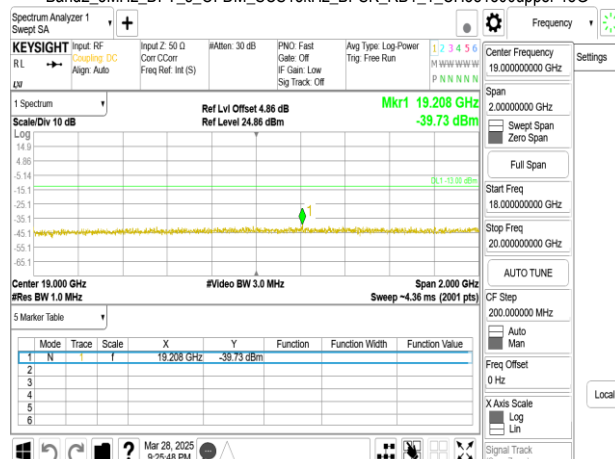 Spectrum Analyzer 1
Swept SA
Frequency
Settings
KEYSIGHT
Input: RF
Coupling: DC
Align: Auto
Input Z: 50 Ω
Corr CCorr
Freq Ref: Int (S)
#Atten: 30 dB
PNO: Fast
Gate: Off
IF Gain: Low
Sig Track: Off
Avg Type: Log-Power
Trig: Free Run
1 2 3 4 5 6
M W W W W W
P N N N N N
RL
LXI
Center Frequency
19.000000000 GHz
Span
2.00000000 GHz
Swept Span
Zero Span
Full Span
Start Freq
18.000000000 GHz
Stop Freq
20.000000000 GHz
AUTO TUNE
CF Step
200.000000 MHz
Auto
Man
Freq Offset
0 Hz
X Axis Scale
Log
Lin
Signal Track
Local
1 Spectrum
Scale/Div 10 dB
Ref Lvl Offset 4.86 dB
Ref Level 24.86 dBm
Mkr1 19.208 GHz
-39.73 dBm
Log
14.9
4.86
-5.14
-15.1
-25.1
-35.1
-45.1
-55.1
-65.1
DL1 -13.00 dBm
1
Center 19.000 GHz
#Res BW 1.0 MHz
#Video BW 3.0 MHz
Span 2.000 GHz
Sweep ~4.36 ms (2001 pts)
5 Marker Table
Mode Trace Scale X Y Function Function Width Function Value
1 N 1 f 19.208 GHz -39.73 dBm
2
3
4
5
6
Mar 28, 2025
9:25:48 PM